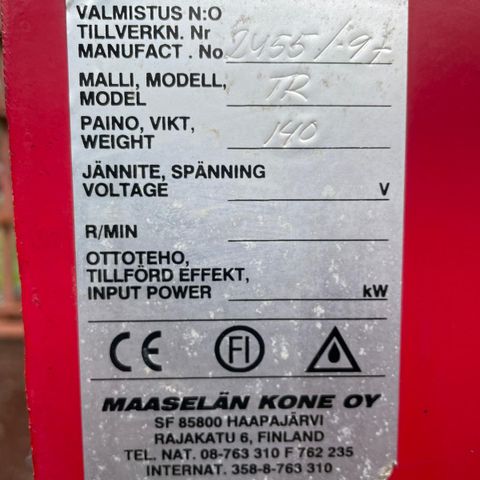 VALMISTUS N:O
TILLVERKN. Nr
MANUFACT . No 2455/-97
MALLI, MODELL,
MODEL TR
PAINO, VIKT,
WEIGHT 140
JÄNNITE, SPÄNNING
VOLTAGE V
R/MIN
OTTOTEHO,
TILLFÖRD EFFEKT,
INPUT POWER kW
CE FI
MAASELÄN KONE OY
SF 85800 HAAPAJÄRVI
RAJAKATU 6, FINLAND
TEL. NAT. 08-763 310 F 762 235
INTERNAT. 358-8-763 310